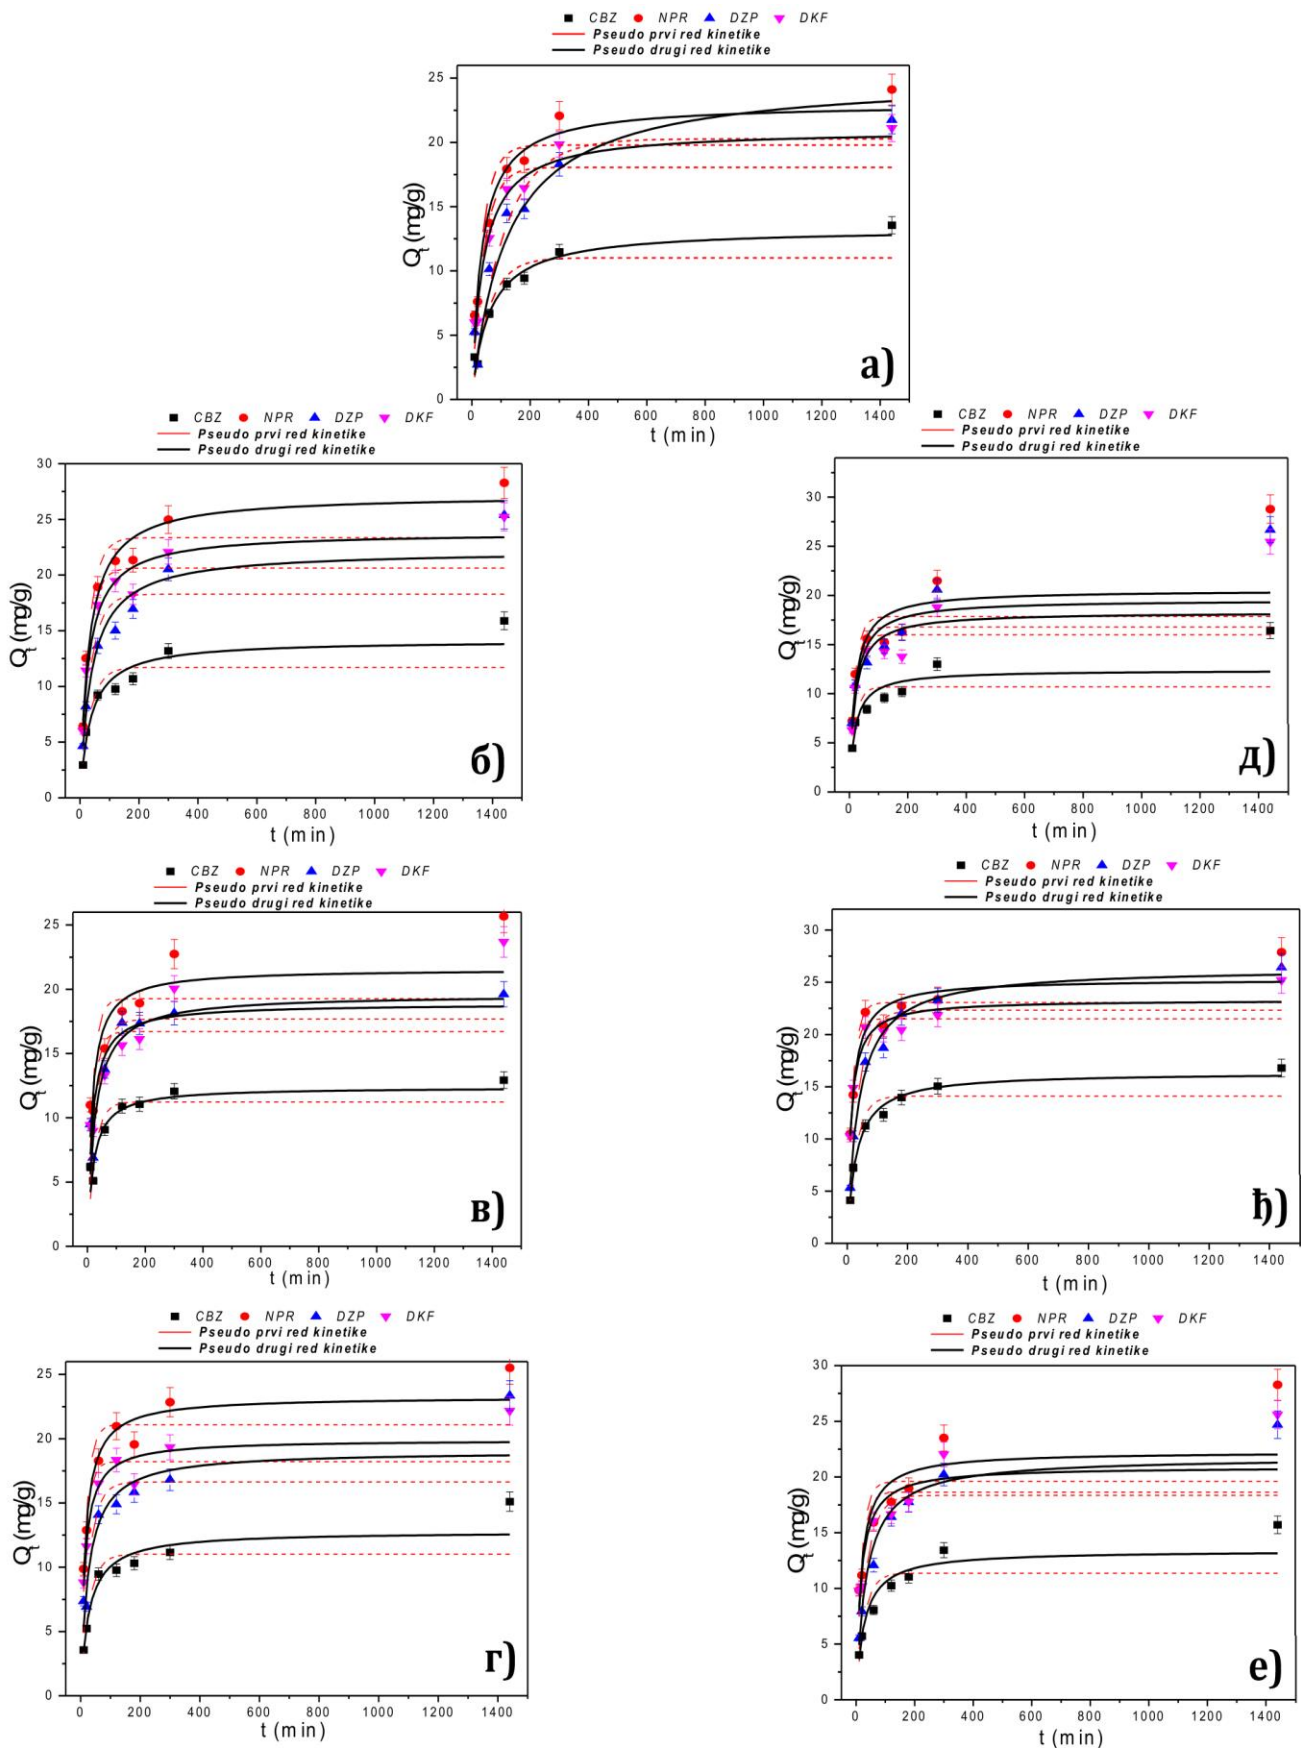 CBZ NPR DZP DKF
Pseudo prvi red kinetike
Pseudo drugi red kinetike
25
20
15
10
5
0
Qt (mg/g)
а)
0 200 400 600 800 1000 1200 1400
t (min)
CBZ NPR DZP DKF
Pseudo prvi red kinetike
Pseudo drugi red kinetike
30
25
20
15
10
5
0
Qt (mg/g)
б)
0 200 400 600 800 1000 1200 1400
t (min)
CBZ NPR DZP DKF
Pseudo prvi red kinetike
Pseudo drugi red kinetike
30
25
20
15
10
5
0
Qt (mg/g)
д)
0 200 400 600 800 1000 1200 1400
t (min)
CBZ NPR DZP DKF
Pseudo prvi red kinetike
Pseudo drugi red kinetike
25
20
15
10
5
0
Qt (mg/g)
в)
0 200 400 600 800 1000 1200 1400
t (min)
CBZ NPR DZP DKF
Pseudo prvi red kinetike
Pseudo drugi red kinetike
30
25
20
15
10
5
0
Qt (mg/g)
ђ)
0 200 400 600 800 1000 1200 1400
t (min)
CBZ NPR DZP DKF
Pseudo prvi red kinetike
Pseudo drugi red kinetike
25
20
15
10
5
0
Qt (mg/g)
г)
0 200 400 600 800 1000 1200 1400
t (min)
CBZ NPR DZP DKF
Pseudo prvi red kinetike
Pseudo drugi red kinetike
30
25
20
15
10
5
0
Qt (mg/g)
е)
0 200 400 600 800 1000 1200 1400
t (min)